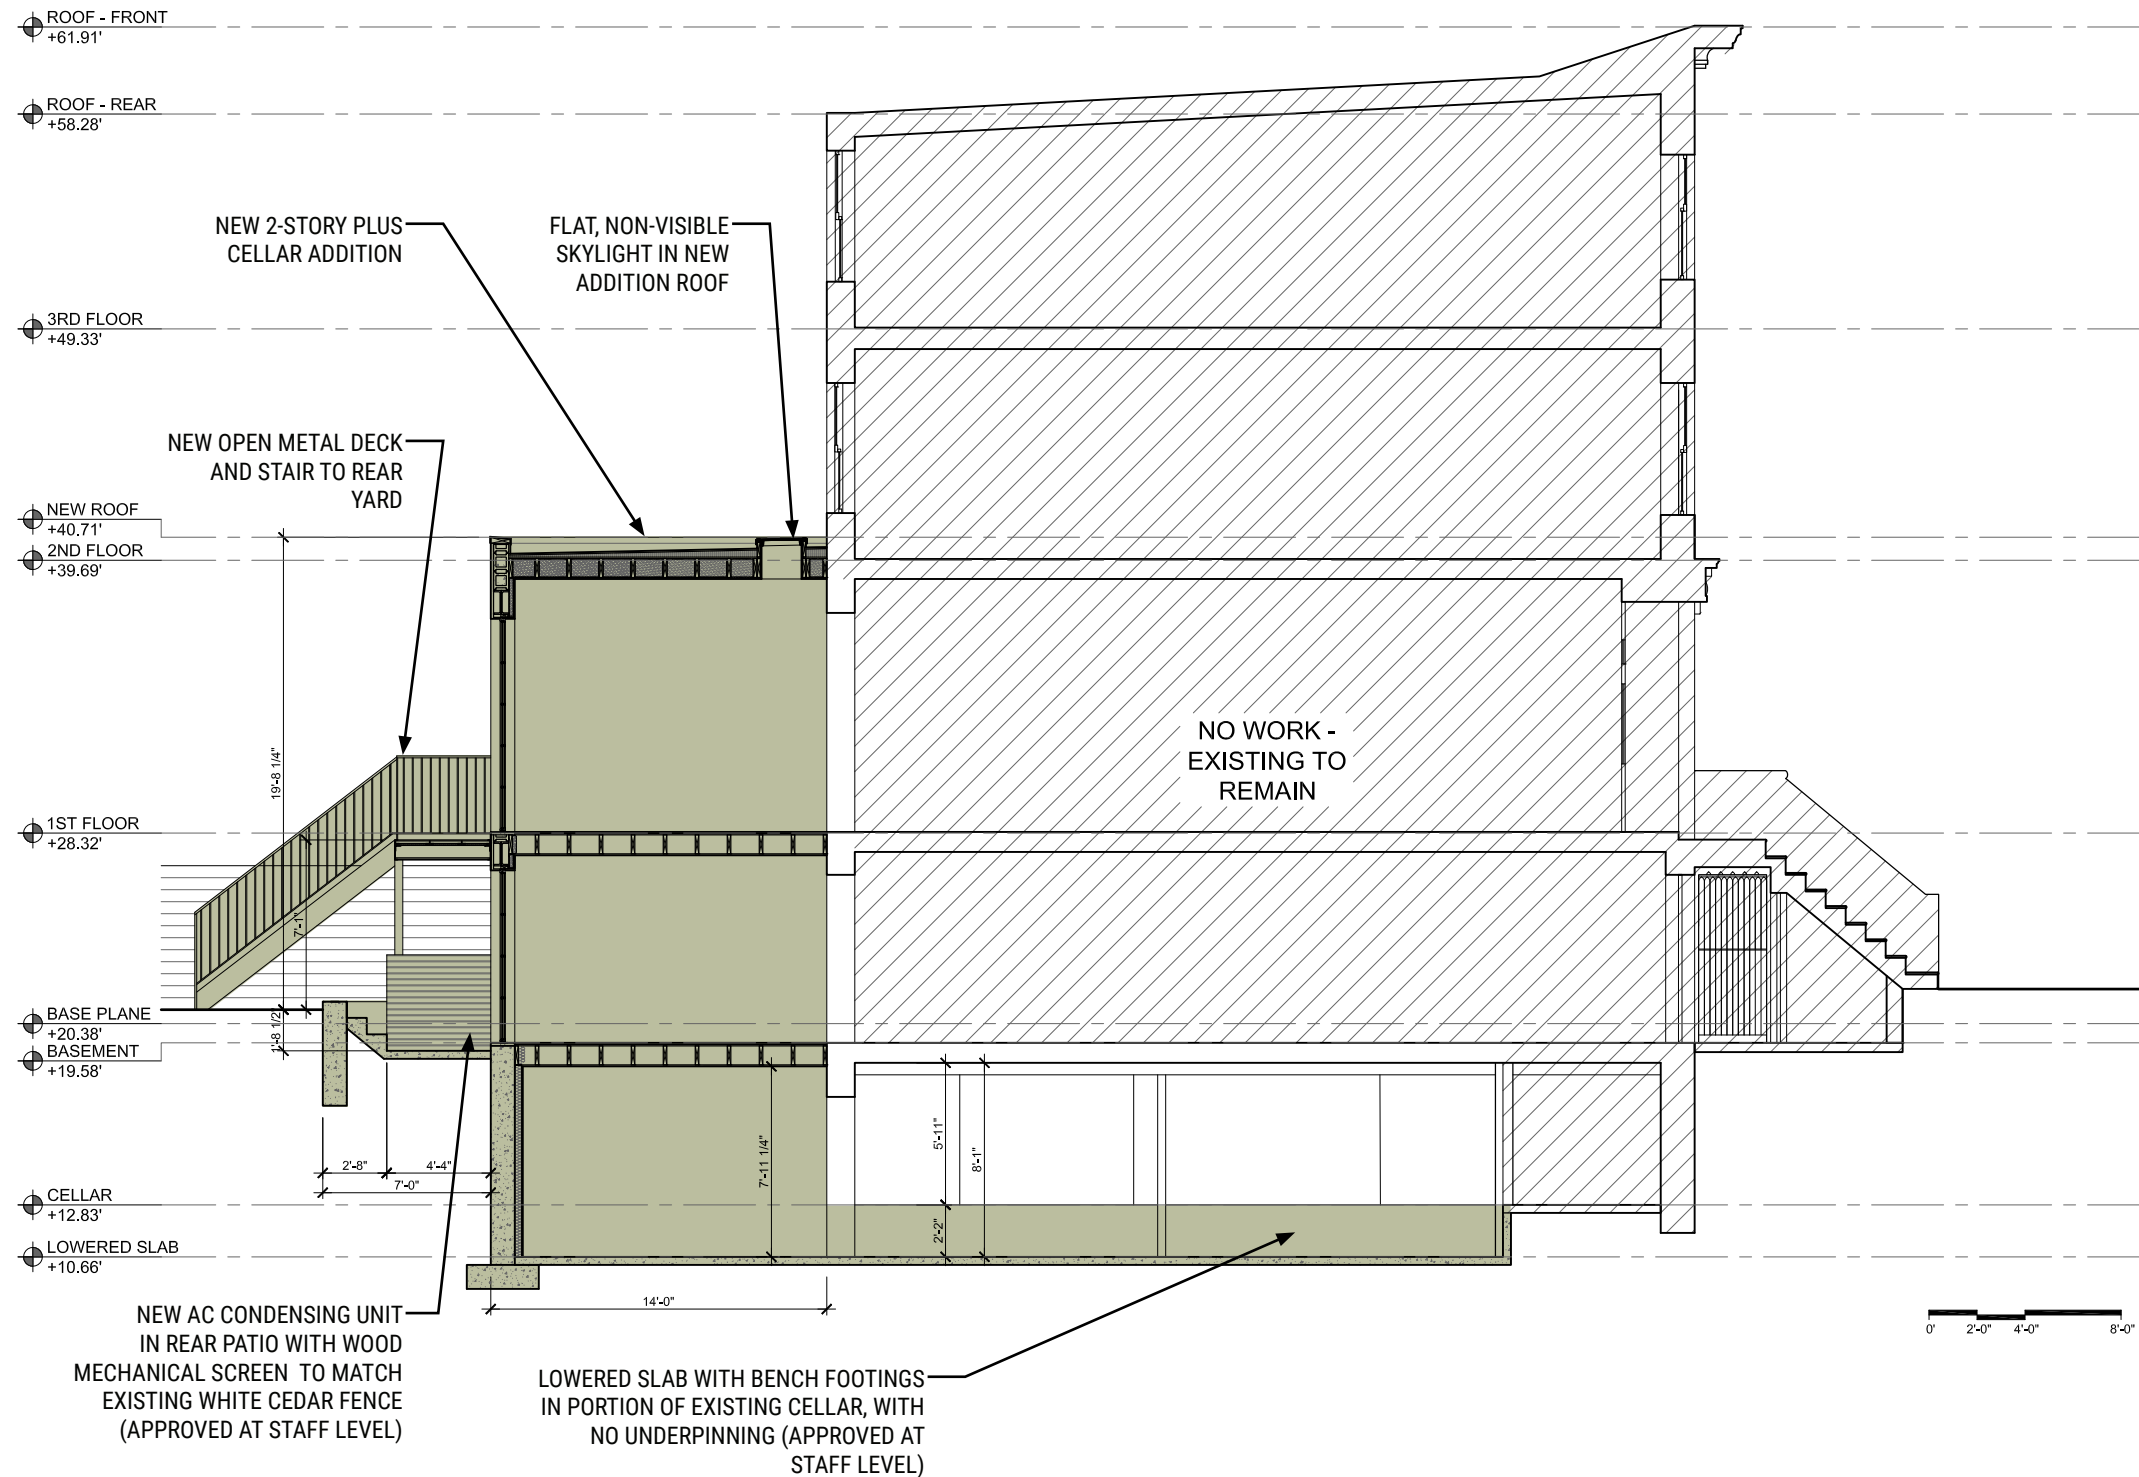 ROOF - FRONT
+61.91'
ROOF - REAR
+58.28'
NEW 2-STORY PLUS
CELLAR ADDITION
FLAT, NON-VISIBLE
SKYLIGHT IN NEW
ADDITION ROOF
3RD FLOOR
+49.33'
NEW OPEN METAL DECK
AND STAIR TO REAR
YARD
NEW ROOF
+40.71'
2ND FLOOR
+39.69'
NO WORK -
EXISTING TO
REMAIN
19'-8 1/4"
1ST FLOOR
+28.32'
7'-1"
BASE PLANE
+20.38'
1'-8 1/2"
BASEMENT
+19.58'
2'-8"
4'-4"
7'-0"
7'-11 1/4"
5'-11"
8'-1"
2'-2"
CELLAR
+12.83'
LOWERED SLAB
+10.66'
14'-0"
NEW AC CONDENSING UNIT
IN REAR PATIO WITH WOOD
MECHANICAL SCREEN TO MATCH
EXISTING WHITE CEDAR FENCE
(APPROVED AT STAFF LEVEL)
LOWERED SLAB WITH BENCH FOOTINGS
IN PORTION OF EXISTING CELLAR, WITH
NO UNDERPINNING (APPROVED AT
STAFF LEVEL)
0' 2'-0" 4'-0" 8'-0"